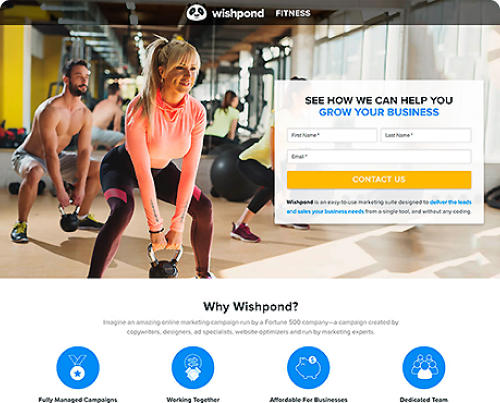 wishpond FITNESS
SEE HOW WE CAN HELP YOU
GROW YOUR BUSINESS
First Name *
Last Name *
Email *
CONTACT US
Wishpond is an easy-to-use marketing suite designed to deliver the leads
and sales your business needs from a single tool, and without any coding.
Why Wishpond?
Imagine an amazing online marketing campaign run by a Fortune 500 company—a campaign created by
copywriters, designers, ad specialists, website optimizers and run by marketing experts.
Fully Managed Campaigns
Working Together
Affordable For Businesses
Dedicated Team